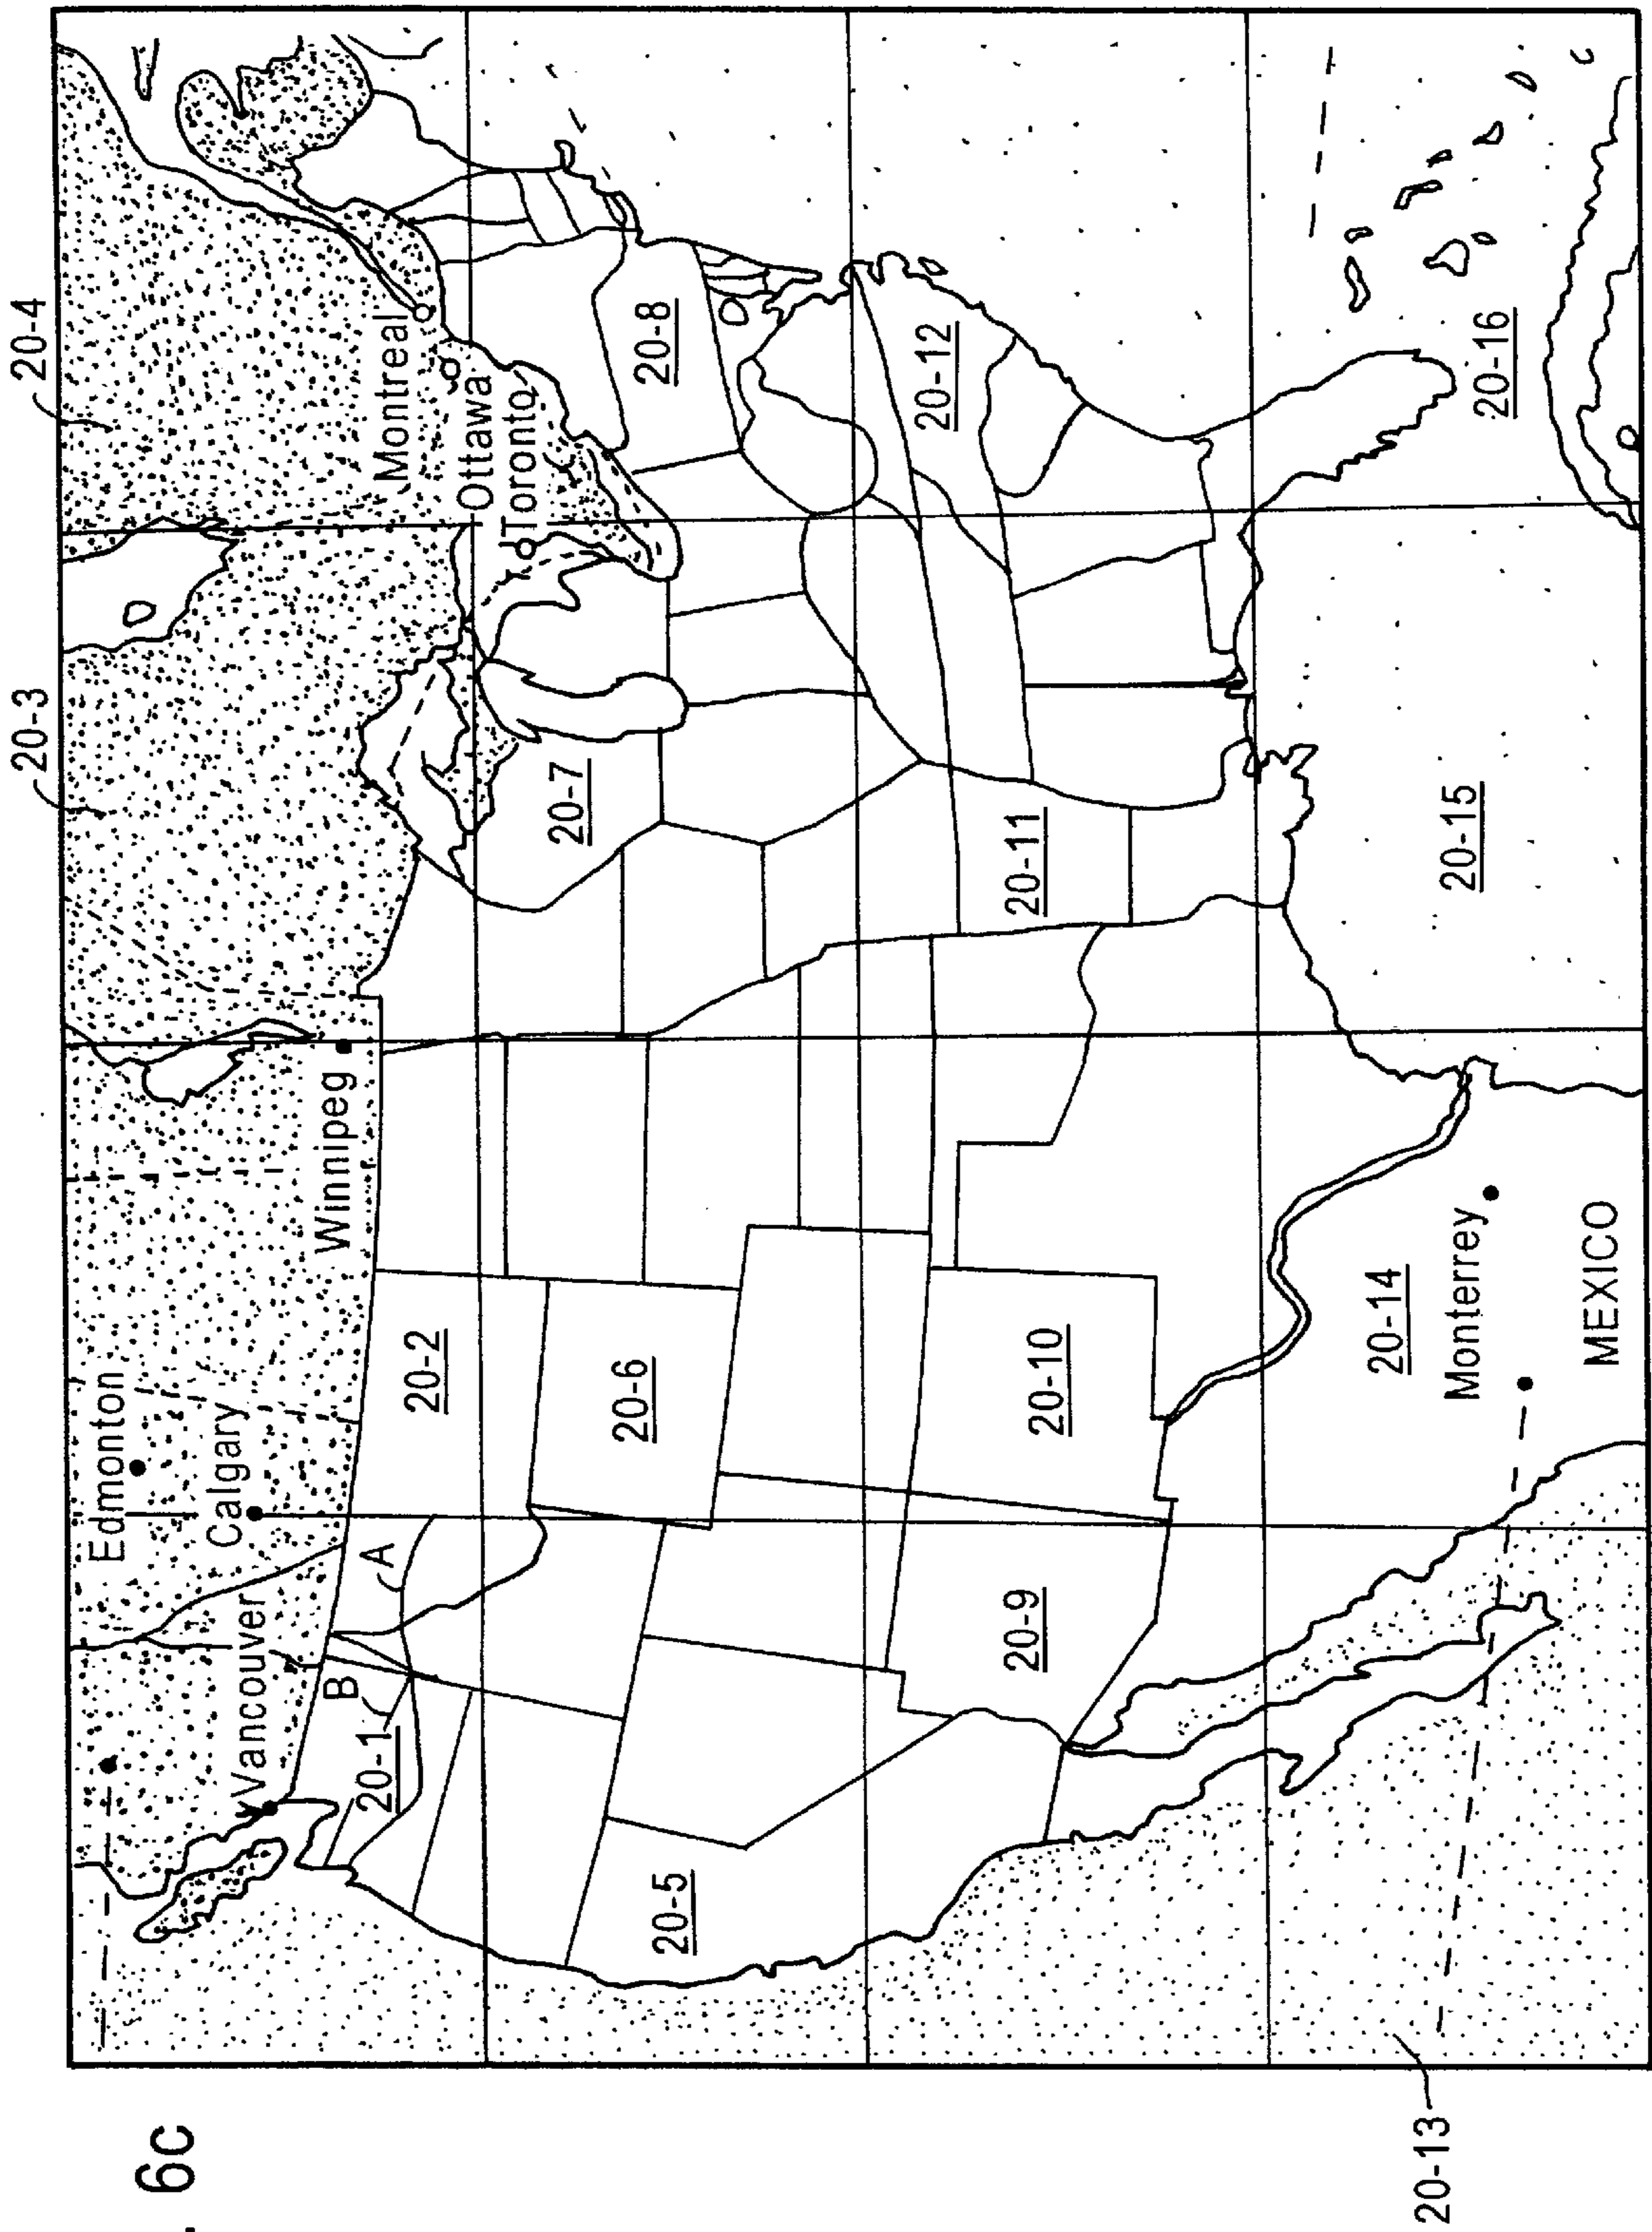 20-3
20-4
Edmonton
Calgary
Vancouver
Winnipeg
Montreal
Ottawa
Toronto
A
B
20-1
20-2
20-5
20-6
20-7
20-8
20-9
20-10
20-11
20-12
20-14
20-15
20-16
Monterrey
MEXICO
20-13
. 6c